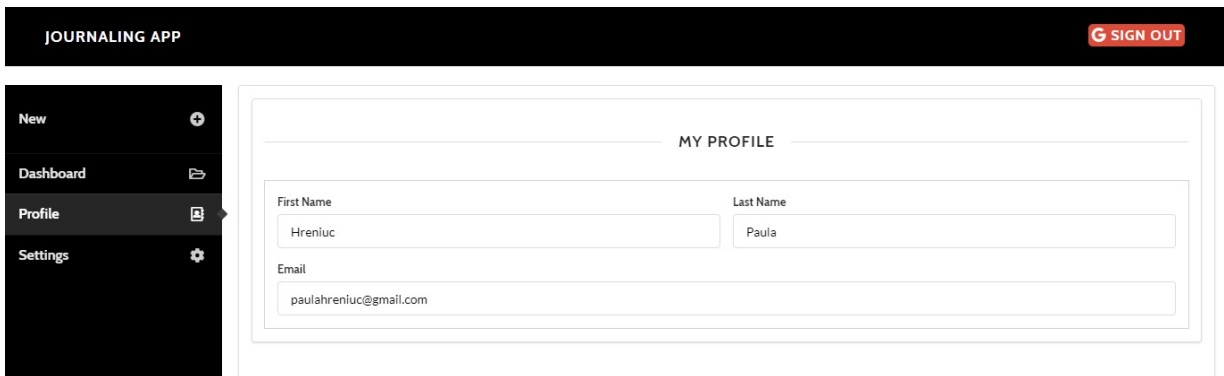 JOURNALING APP
SIGN OUT
New
Dashboard
Profile
Settings
MY PROFILE
First Name
Last Name
Hreniuc
Paula
Email
paulahreniuc@gmail.com